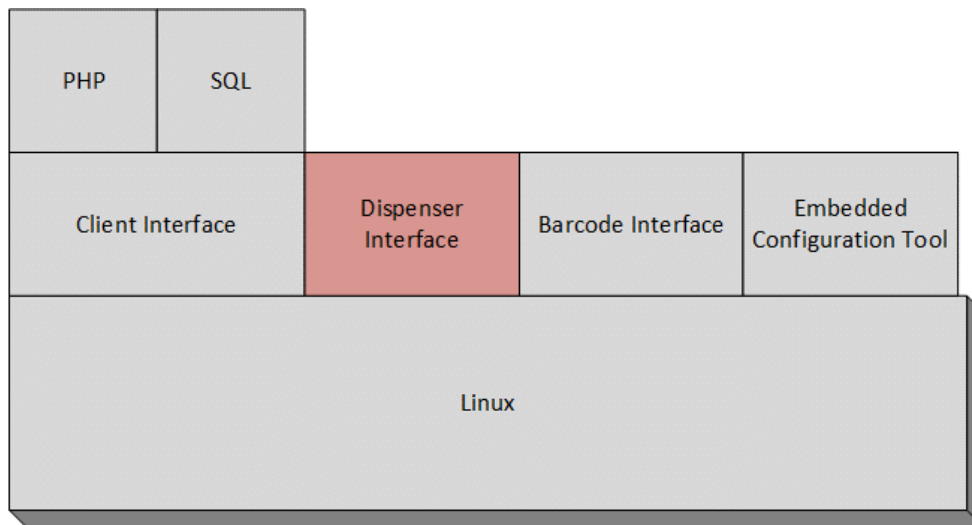 PHP
SQL
Client Interface
Dispenser
Interface
Barcode Interface
Embedded
Configuration Tool
Linux